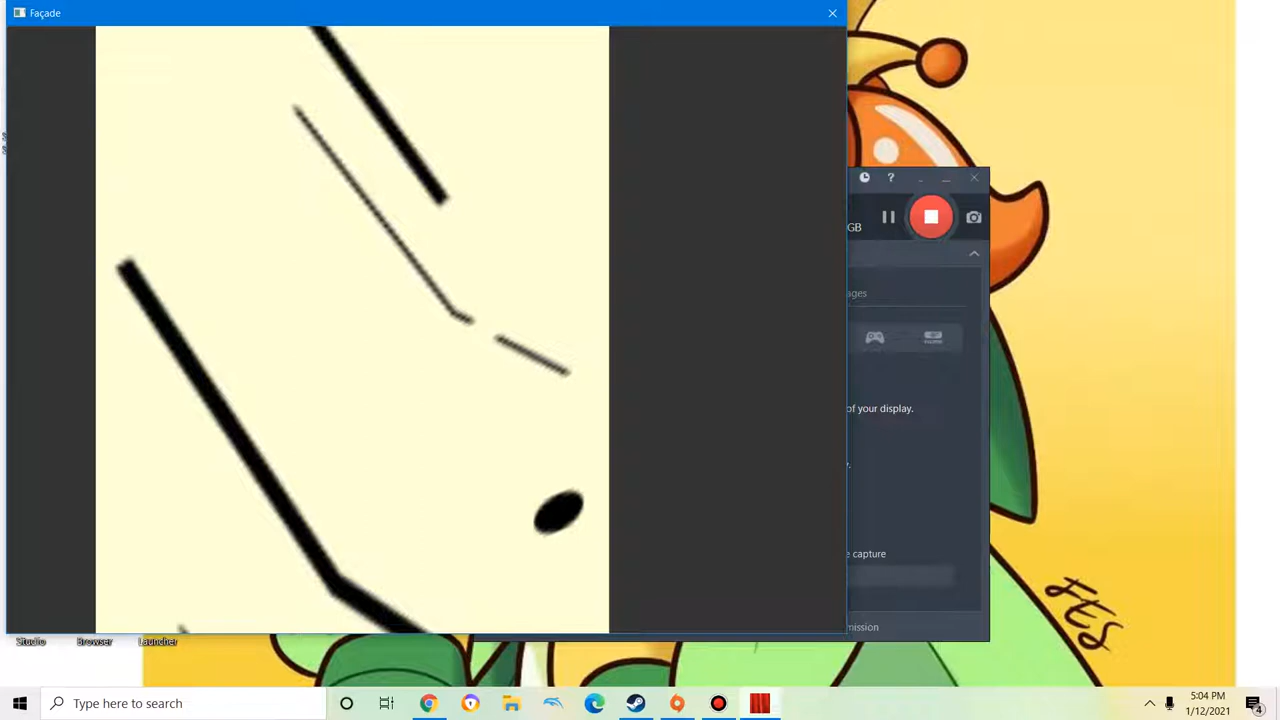 Façade
?
GB
ages
of your display.
y.
e capture
mission
Studio Browser Launcher
FES
Type here to search
5:04 PM
1/12/2021
4